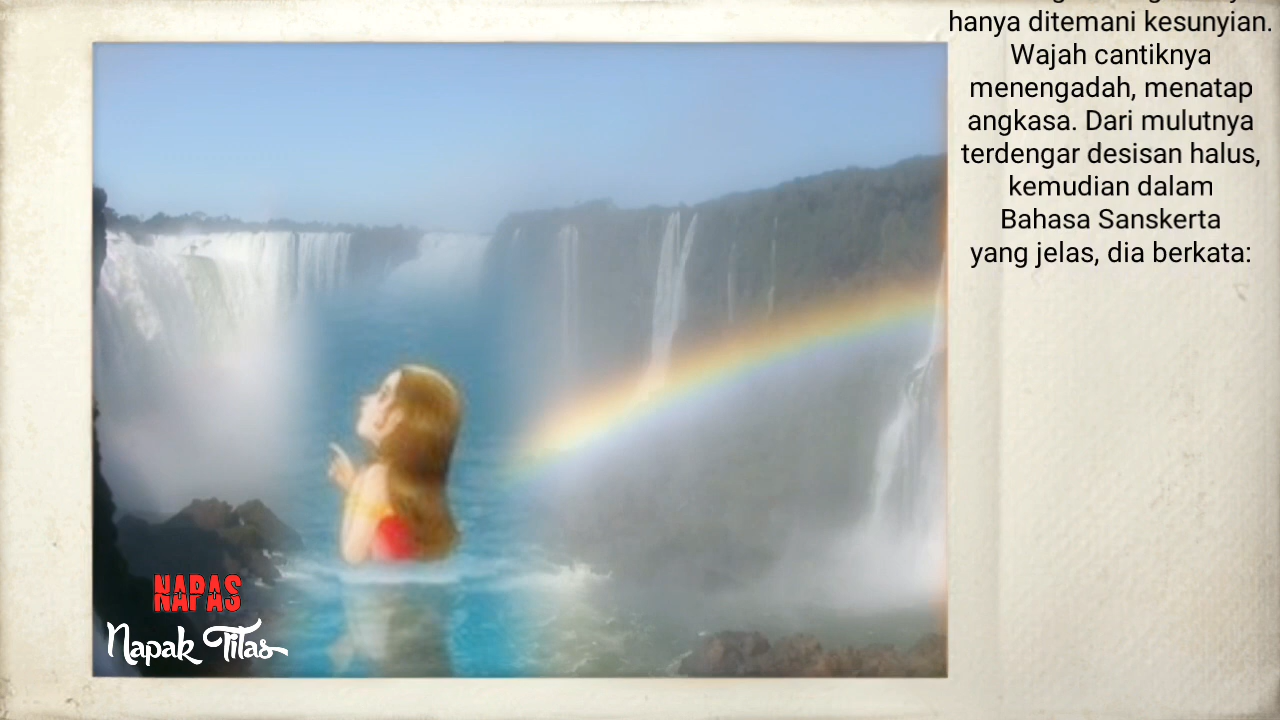 hanya ditemani kesunyian.
Wajah cantiknya
menengadah, menatap
angkasa. Dari mulutnya
terdengar desisan halus,
kemudian dalam
Bahasa Sanskerta
yang jelas, dia berkata:
NAPAS
Napak Tilas